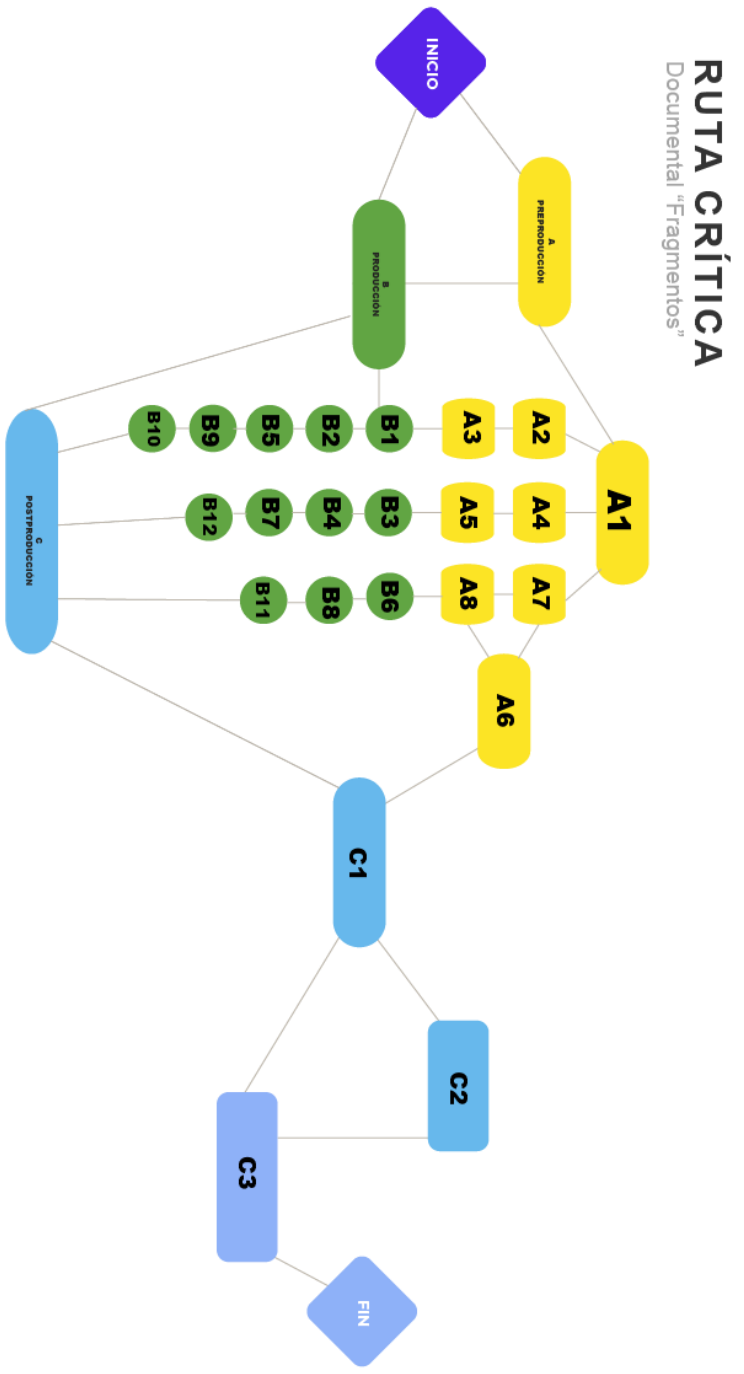 RUTA CRÍTICA
Documental “Fragmentos”
INICIO
A
PREPRODUCCIÓN
B
PRODUCCIÓN
A1
A2
A4
A7
A3
A5
A8
A6
B1
B3
B6
B2
B4
B8
B5
B7
B11
B9
B12
B10
C
POSTPRODUCCIÓN
C1
C2
C3
FIN